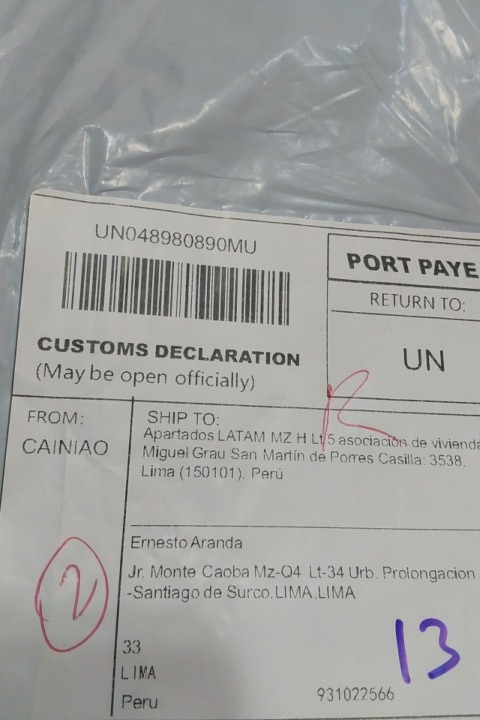 UN048980890MU
PORT PAYE
RETURN TO:
UN
CUSTOMS DECLARATION
(May be open officially)
R
FROM:
CAINIAO
SHIP TO:
Apartados LATAM MZ H Lt 5 asociación de vivienda
Miguel Grau San Martín de Porres Casilla: 3538,
Lima (150101), Perú
Ernesto Aranda
Jr. Monte Caoba Mz-Q4 Lt-34 Urb. Prolongacion
-Santiago de Surco,LIMA,LIMA
2
13
33
LIMA
Peru
931022566